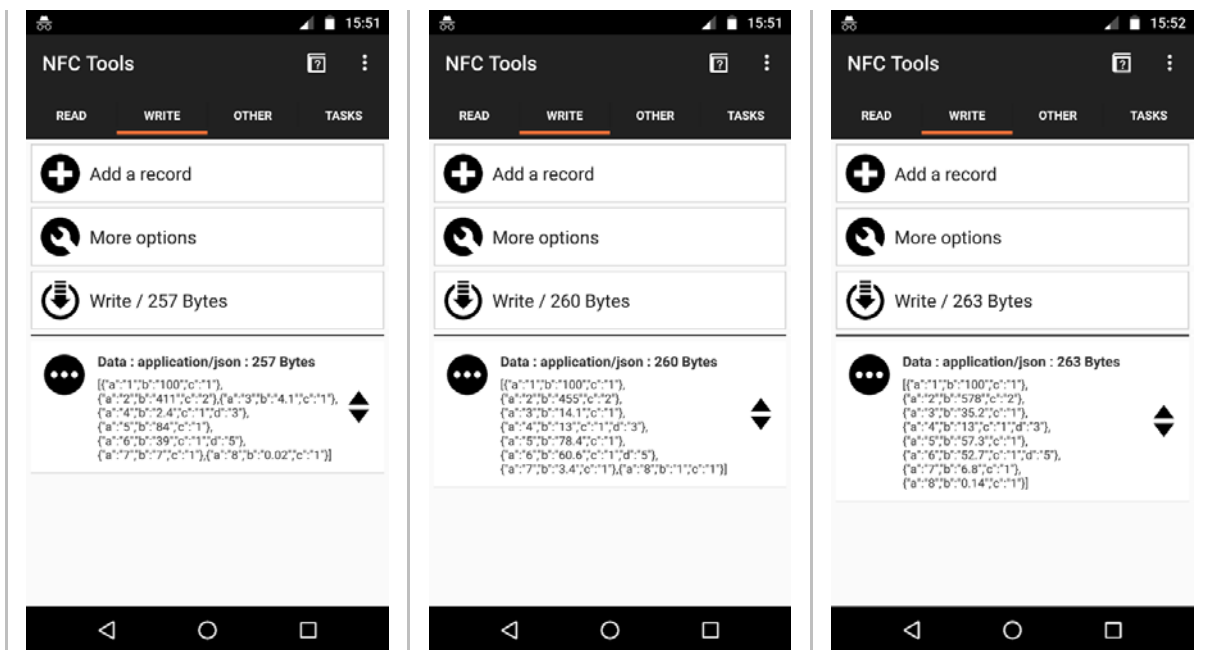 15:51
NFC Tools
READ WRITE OTHER TASKS
Add a record
More options
Write / 257 Bytes
Data : application/json : 257 Bytes
[{"a":"1","b":"100","c":"1"},
{"a":"2","b":"411","c":"2"},{"a":"3","b":"4.1","c":"1"},
{"a":"4","b":"2.4","c":"1","d":"3"},
{"a":"5","b":"84","c":"1"},
{"a":"6","b":"39","c":"1","d":"5"},
{"a":"7","b":"7","c":"1"},{"a":"8","b":"0.02","c":"1"}]
15:51
NFC Tools
READ WRITE OTHER TASKS
Add a record
More options
Write / 260 Bytes
Data : application/json : 260 Bytes
[{"a":"1","b":"100","c":"1"},
{"a":"2","b":"455","c":"2"},
{"a":"3","b":"14.1","c":"1"},
{"a":"4","b":"13","c":"1","d":"3"},
{"a":"5","b":"78.4","c":"1"},
{"a":"6","b":"60.6","c":"1","d":"5"},
{"a":"7","b":"3.4","c":"1"},{"a":"8","b":"1","c":"1"}]
15:52
NFC Tools
READ WRITE OTHER TASKS
Add a record
More options
Write / 263 Bytes
Data : application/json : 263 Bytes
[{"a":"1","b":"100","c":"1"},
{"a":"2","b":"578","c":"2"},
{"a":"3","b":"35.2","c":"1"},
{"a":"4","b":"13","c":"1","d":"3"},
{"a":"5","b":"57.3","c":"1"},
{"a":"6","b":"52.7","c":"1","d":"5"},
{"a":"7","b":"6.8","c":"1"},
{"a":"8","b":"0.14","c":"1"}]